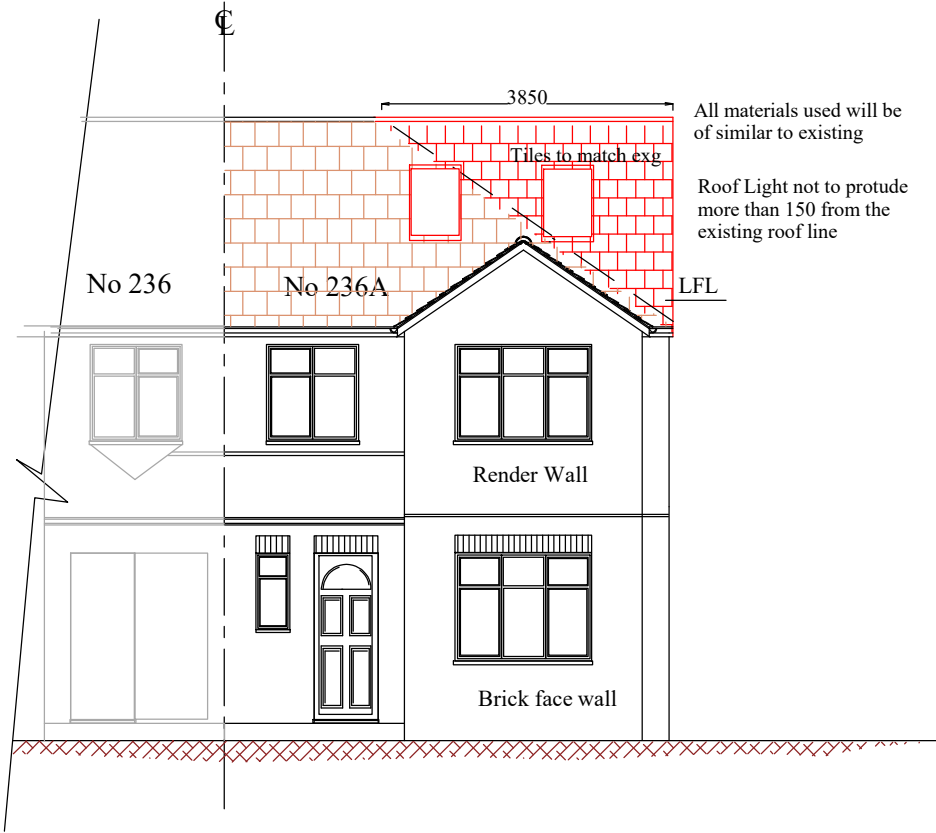 ℄
3850
All materials used will be
of similar to existing
Tiles to match exg
Roof Light not to protude
more than 150 from the
existing roof line
No 236
No 236A
LFL
Render Wall
Brick face wall